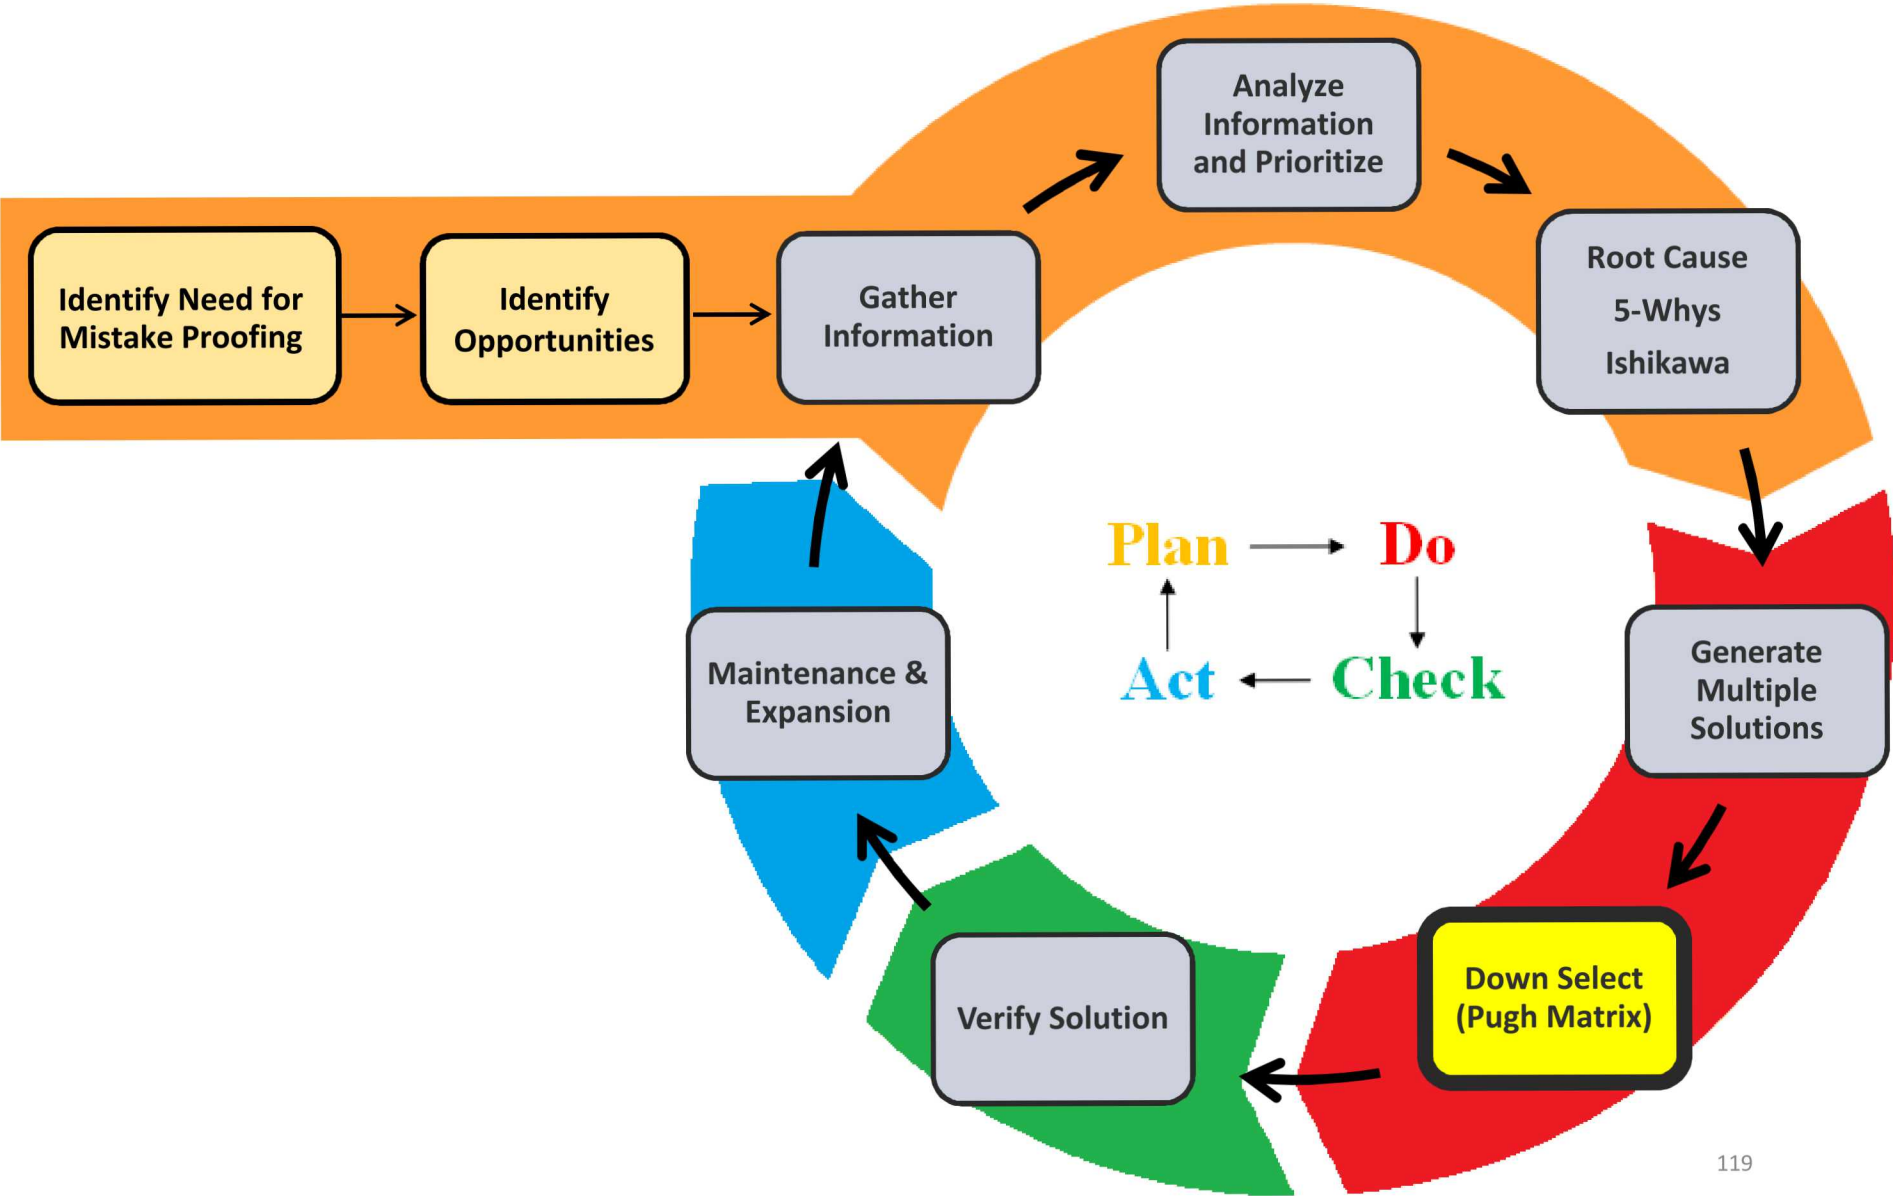 Identify Need for
Mistake Proofing
Identify
Opportunities
Gather
Information
Analyze
Information
and Prioritize
Root Cause
5-Whys
Ishikawa
Generate
Multiple
Solutions
Down Select
(Pugh Matrix)
Verify Solution
Maintenance &
Expansion
Plan
Do
Check
Act
119